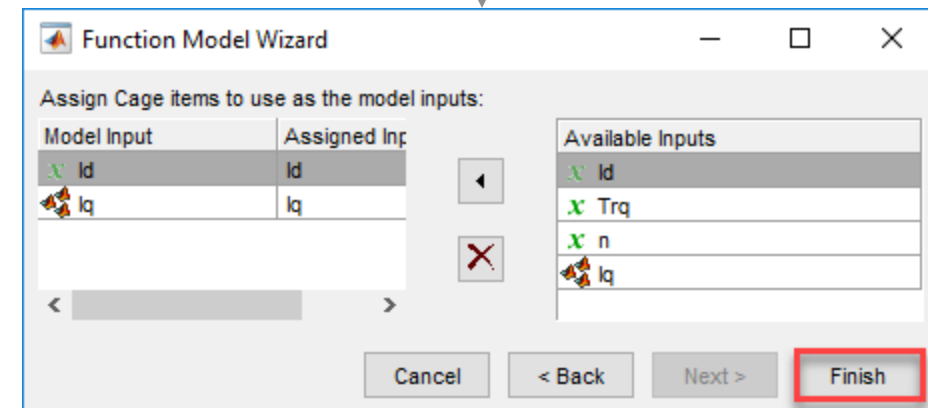 Function Model Wizard
Assign Cage items to use as the model inputs:
Model Input Assigned Inp
x Id Id
Iq Iq
Available Inputs
x Id
x Trq
x n
Iq
Cancel < Back Next > Finish